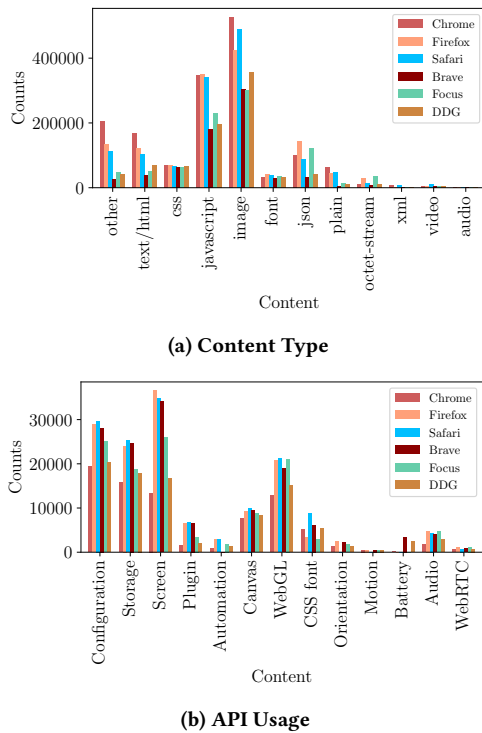 Chrome
Firefox
Safari
Brave
Focus
DDG
Counts
400000
200000
0
other
text/html
css
javascript
image
font
json
plain
octet-stream
xml
video
audio
Content
(a) Content Type
Chrome
Firefox
Safari
Brave
Focus
DDG
Counts
30000
20000
10000
0
Configuration
Storage
Screen
Plugin
Automation
Canvas
WebGL
CSS font
Orientation
Motion
Battery
Audio
WebRTC
Content
(b) API Usage